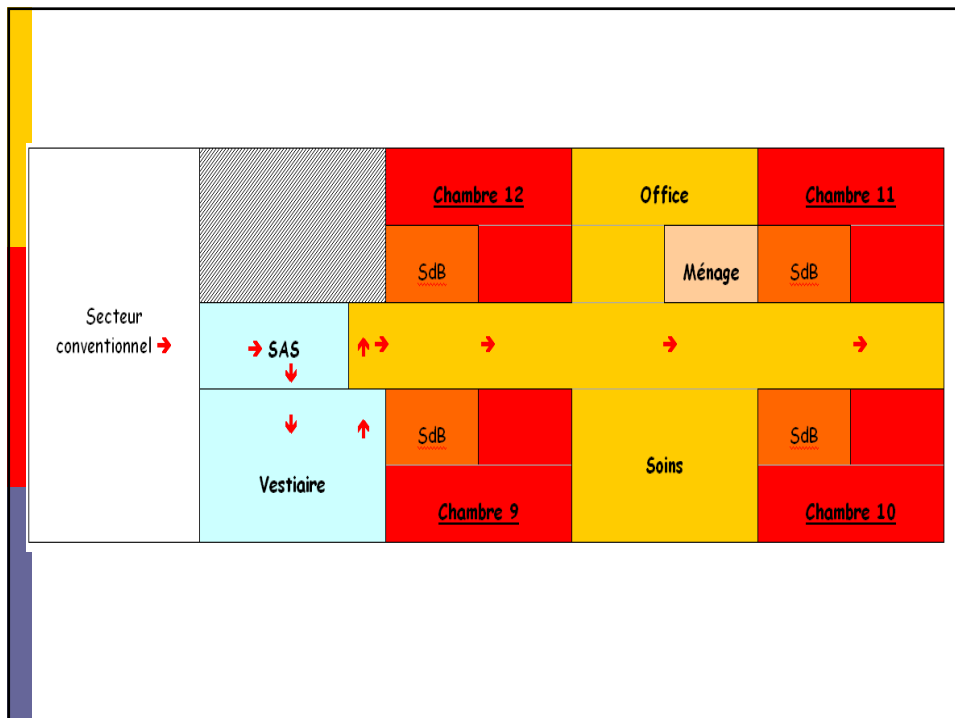 Chambre 12
Office
Chambre 11
SdB
Ménage
SdB
Secteur
conventionnel
SAS
SdB
SdB
Vestiaire
Soins
Chambre 9
Chambre 10